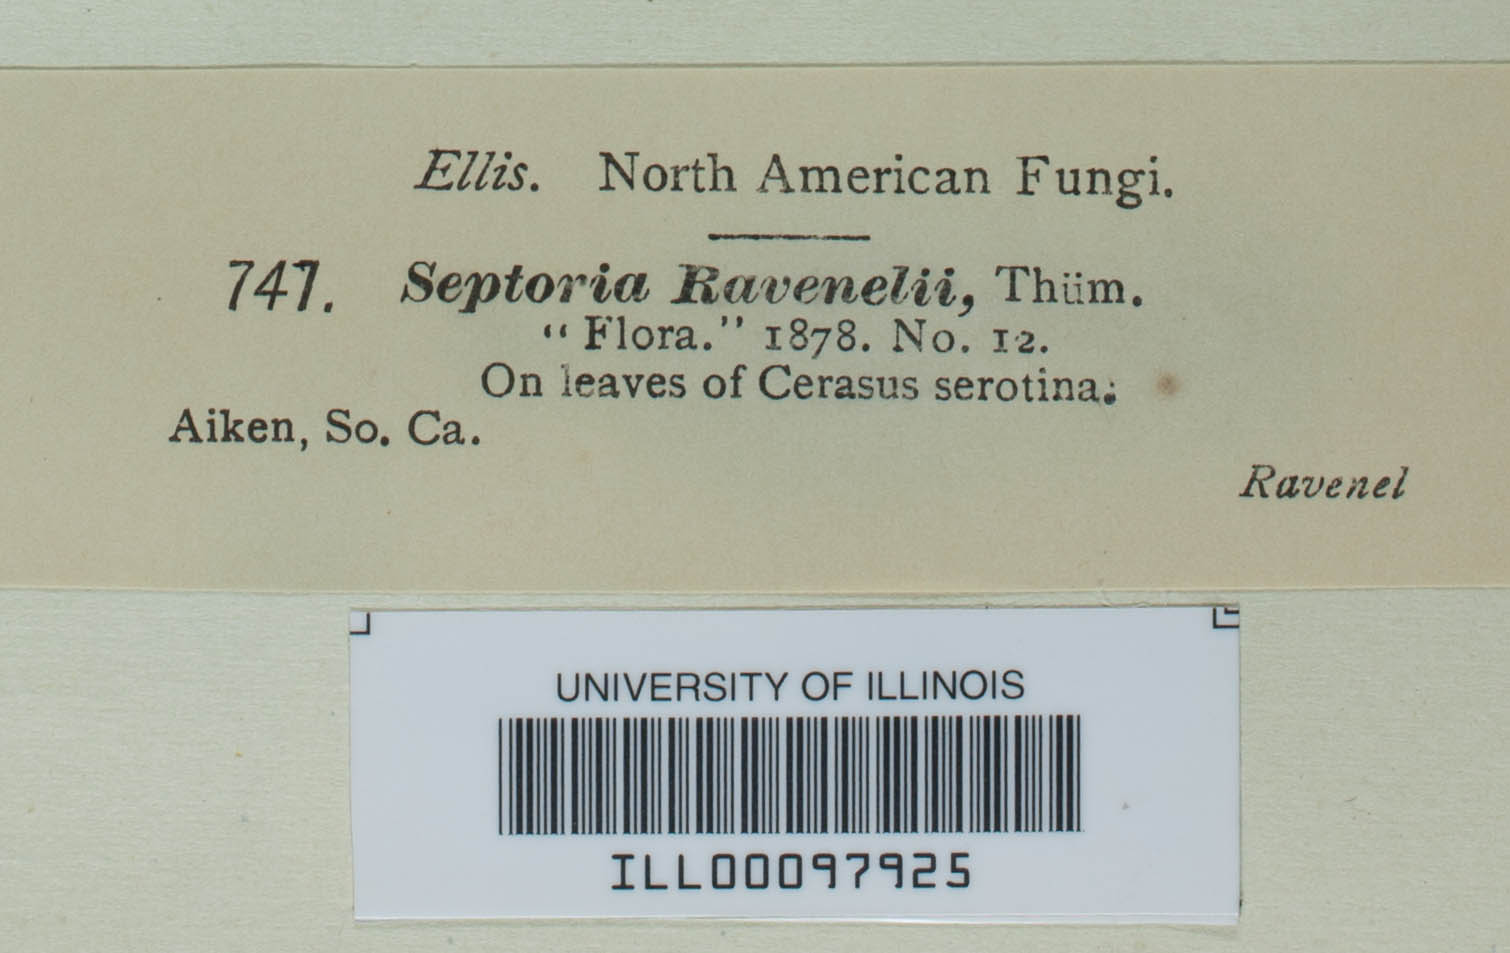 Ellis. North American Fungi.
747. Septoria Ravenelii, Thüm.
“ Flora.” 1878. No. 12.
On leaves of Cerasus serotina.
Aiken, So. Ca.
Ravenel
UNIVERSITY OF ILLINOIS
ILL00097925